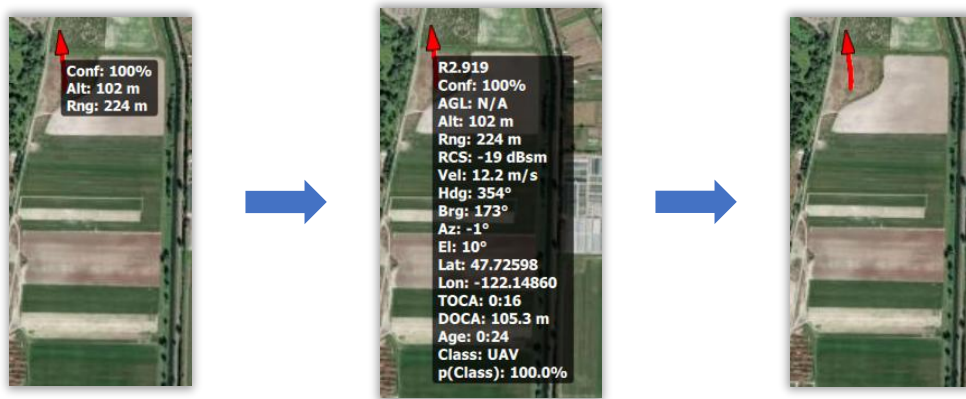 Conf: 100%
Alt: 102 m
Rng: 224 m
R2.919
Conf: 100%
AGL: N/A
Alt: 102 m
Rng: 224 m
RCS: -19 dBsm
Vel: 12.2 m/s
Hdg: 354°
Brg: 173°
Az: -1°
El: 10°
Lat: 47.72598
Lon: -122.14860
TOCA: 0:16
DOCA: 105.3 m
Age: 0:24
Class: UAV
p(Class): 100.0%